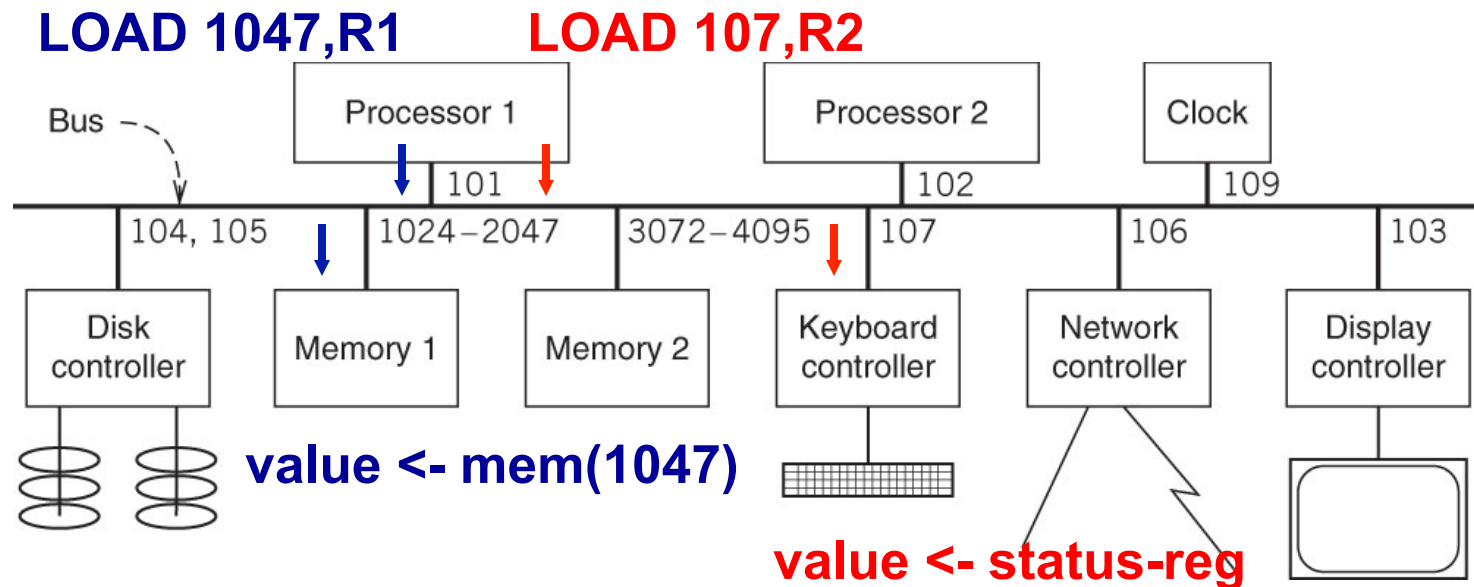 LOAD 1047,R1 LOAD 107,R2
Bus
Processor 1
Processor 2
Clock
101
102
109
104, 105
1024–2047
3072–4095
107
106
103
Disk
controller
Memory 1
Memory 2
Keyboard
controller
Network
controller
Display
controller
value <- mem(1047)
value <- status-reg